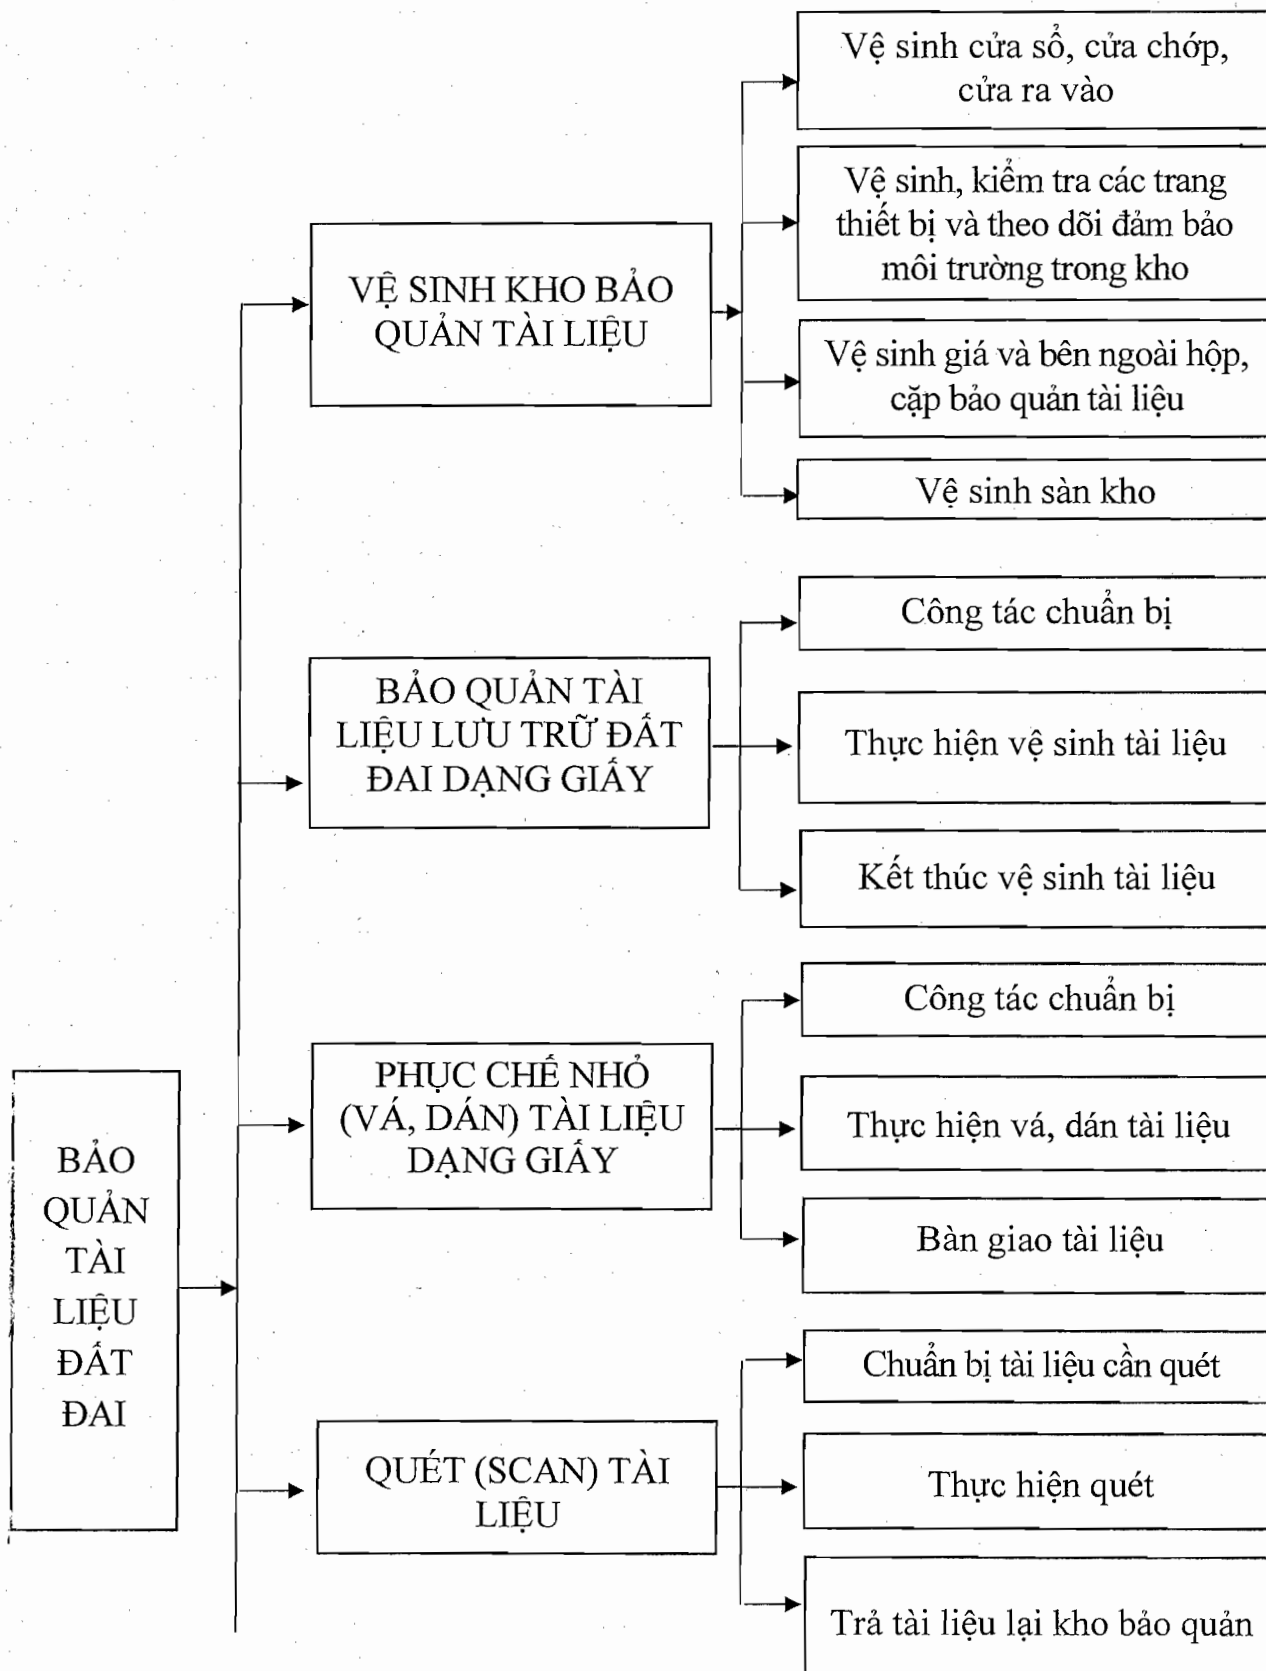 Vệ sinh cửa sổ, cửa chớp,
cửa ra vào
Vệ sinh, kiểm tra các trang
thiết bị và theo dõi đảm bảo
môi trường trong kho
VỆ SINH KHO BẢO
QUẢN TÀI LIỆU
Vệ sinh giá và bên ngoài hộp,
cặp bảo quản tài liệu
Vệ sinh sàn kho
Công tác chuẩn bị
BẢO QUẢN TÀI
LIỆU LƯU TRỮ ĐẤT
ĐAI DẠNG GIẤY
Thực hiện vệ sinh tài liệu
Kết thúc vệ sinh tài liệu
Công tác chuẩn bị
PHỤC CHẾ NHỎ
(VÁ, DÁN) TÀI LIỆU
DẠNG GIẤY
Thực hiện vá, dán tài liệu
Bàn giao tài liệu
BẢO
QUẢN
TÀI
LIỆU
ĐẤT
ĐAI
Chuẩn bị tài liệu cần quét
QUÉT (SCAN) TÀI
LIỆU
Thực hiện quét
Trả tài liệu lại kho bảo quản